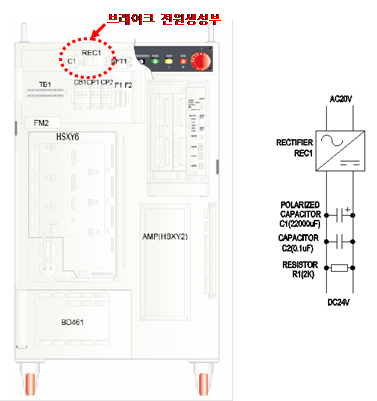 브레이크 전원생성부
REC1
C1
PT1
TB1
CB1 CP1 CP2
F1 F2
FM2
HSXY6
AMP(HSXY2)
BD461
AC20V
RECTIFIER
REC1
POLARIZED
CAPACITOR
C1(22000uF)
+
CAPACITOR
C2(0.1uF)
RESISTOR
R1(2K)
DC24V